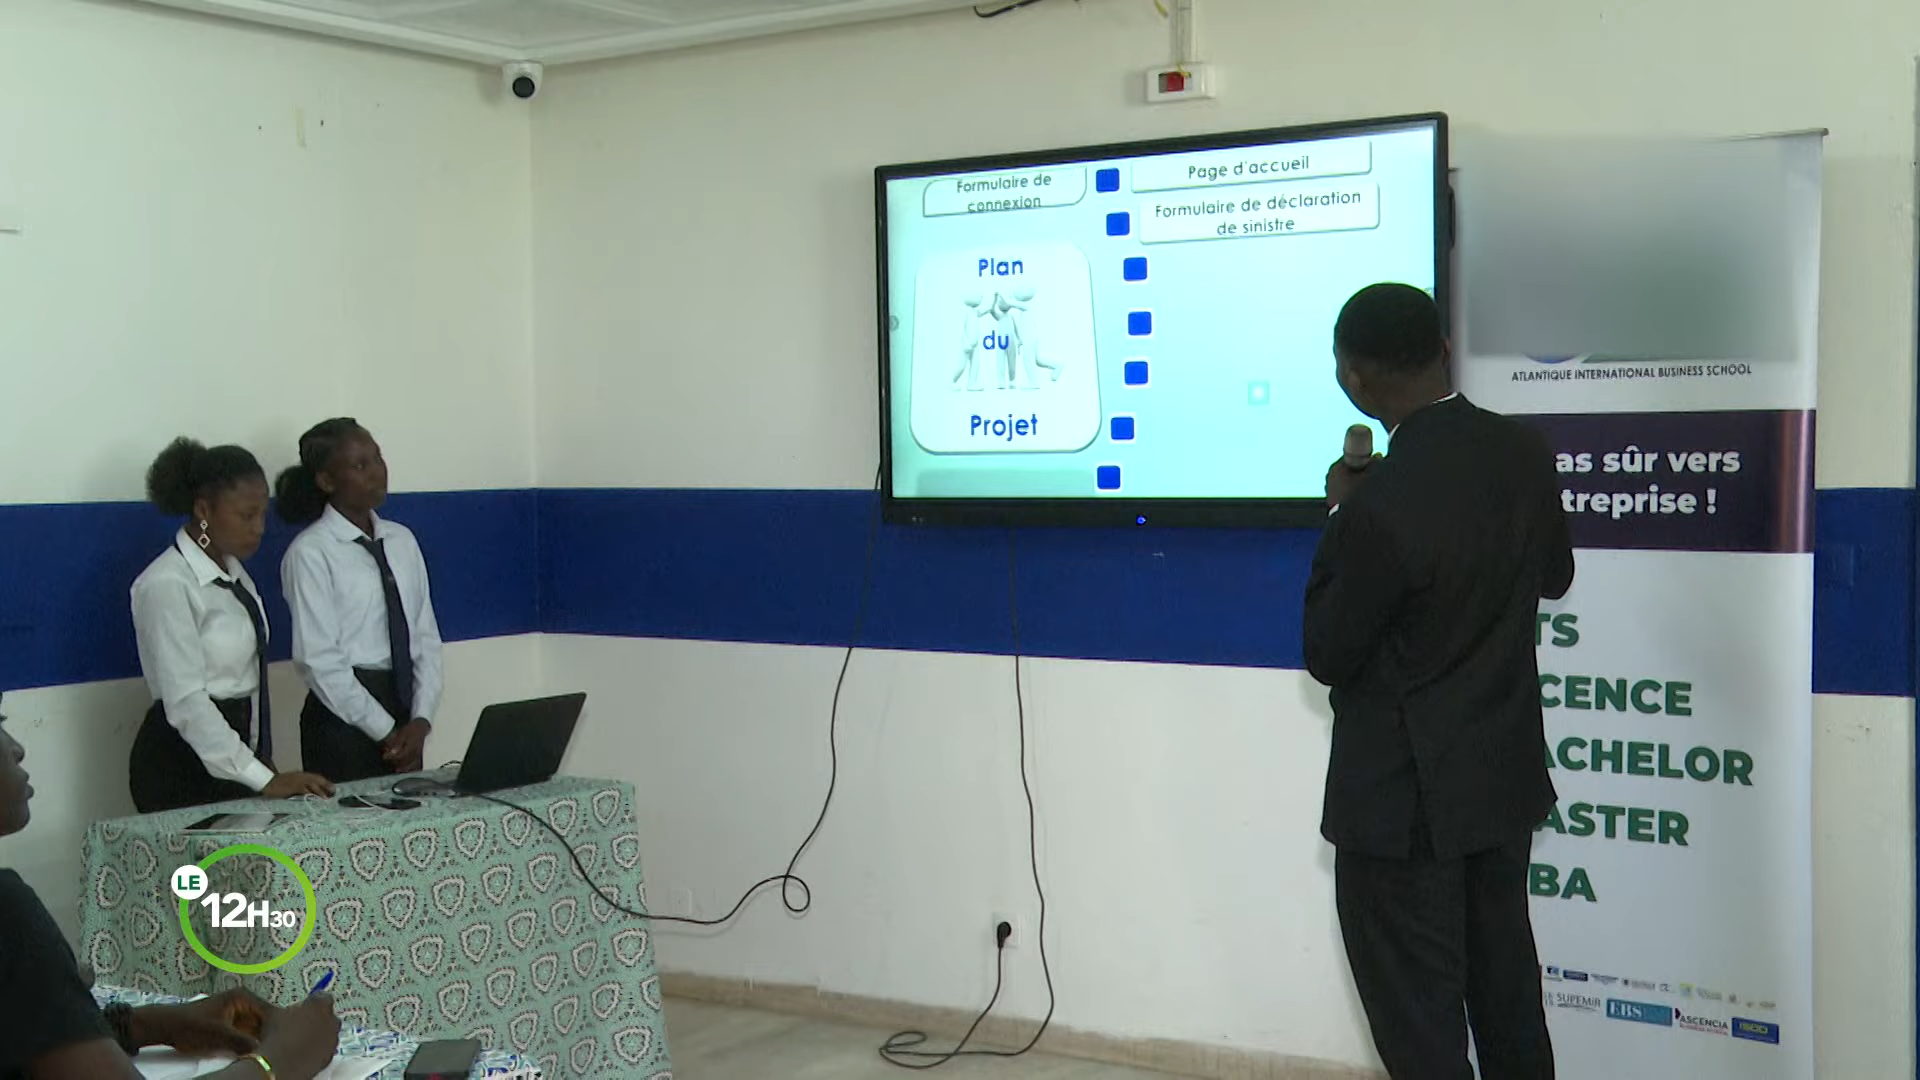 Formulaire de
connexion
Page d'accueil
Formulaire de déclaration
de sinistre
Plan
du
Projet
ATLANTIQUE INTERNATIONAL BUSINESS SCHOOL
as sûr vers
treprise !
TS
CENCE
ACHELOR
ASTER
BA
SUPEMIR
EBS
ASCENCIA
LE
12H30